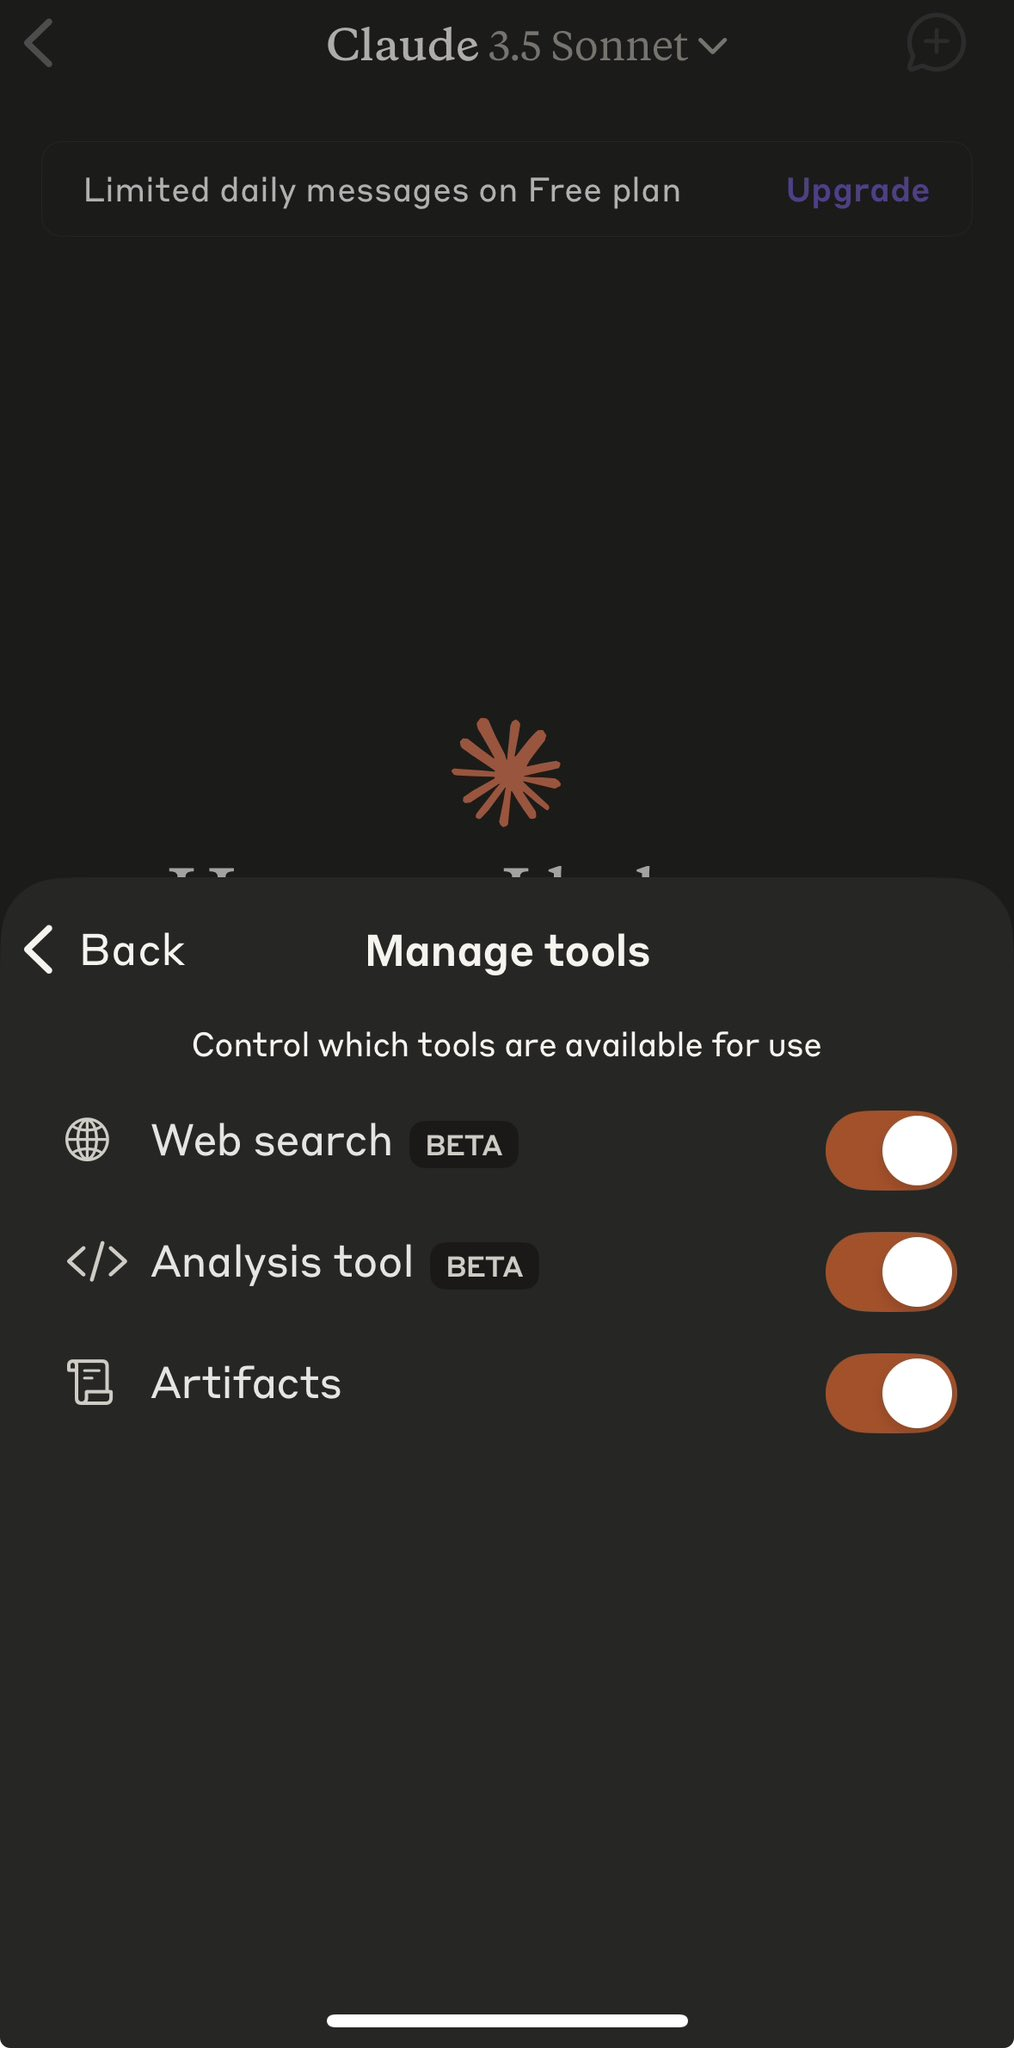 Claude 3.5 Sonnet
Limited daily messages on Free plan Upgrade
Back Manage tools
Control which tools are available for use
Web search BETA
</> Analysis tool BETA
Artifacts